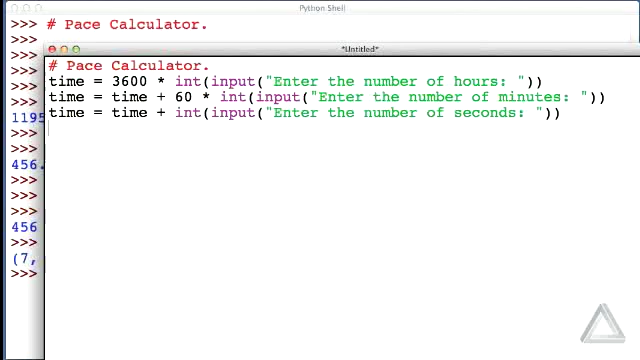 Python Shell
>>> # Pace Calculator.
>>>
>>>
>>>
>>>
>>>
1195
>>>
>>>
456.
>>>
>>>
>>>
456
>>>
(7,
>>>
*Untitled*
# Pace Calculator.
time = 3600 * int(input("Enter the number of hours: "))
time = time + 60 * int(input("Enter the number of minutes: "))
time = time + int(input("Enter the number of seconds: "))